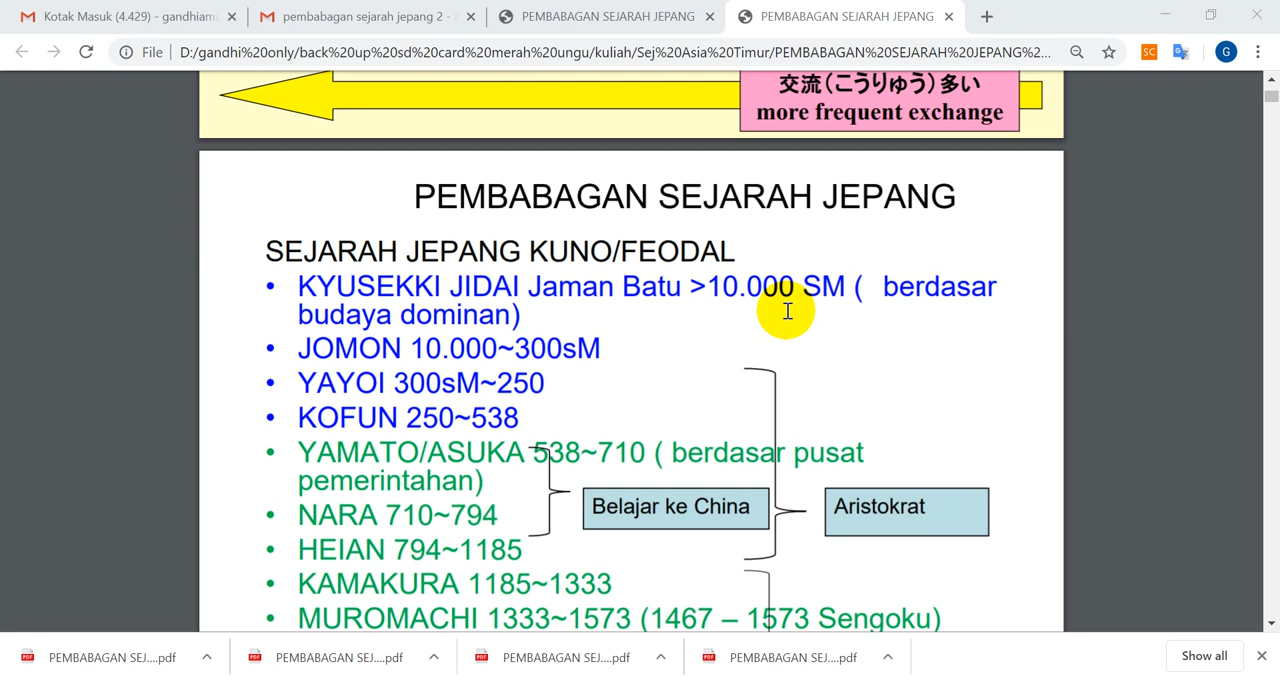 Kotak Masuk (4.429) - gandhiam
pembabagan sejarah jepang 2 -
PEMBABAGAN SEJARAH JEPANG
PEMBABAGAN SEJARAH JEPANG
File
D:/gandhi%20only/back%20up%20sd%20card%20merah%20ungu/kuliah/Sej%20Asia%20Timur/PEMBABAGAN%20SEJARAH%20JEPANG%...
SC
G
交流(こうりゅう)多い
more frequent exchange
PEMBABAGAN SEJARAH JEPANG
SEJARAH JEPANG KUNO/FEODAL
• KYUSEKKI JIDAI Jaman Batu >10.000 SM ( berdasar
budaya dominan)
• JOMON 10.000~300sM
• YAYOI 300sM~250
• KOFUN 250~538
• YAMATO/ASUKA 538~710 ( berdasar pusat
pemerintahan)
• NARA 710~794
Belajar ke China
Aristokrat
• HEIAN 794~1185
• KAMAKURA 1185~1333
• MUROMACHI 1333~1573 (1467 – 1573 Sengoku)
PEMBABAGAN SEJ....pdf
PEMBABAGAN SEJ....pdf
PEMBABAGAN SEJ....pdf
PEMBABAGAN SEJ....pdf
Show all